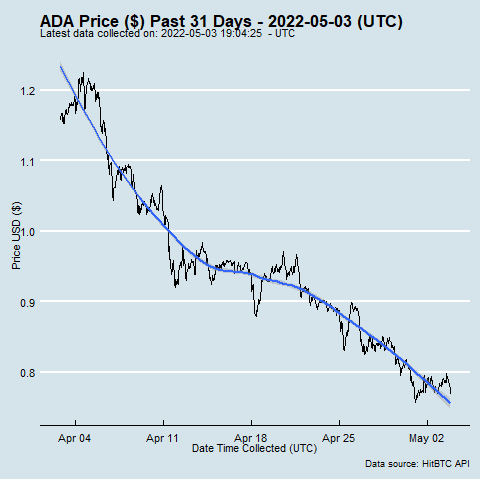 ADA Price ($) Past 31 Days - 2022-05-03 (UTC)
Latest data collected on: 2022-05-03 19:04:25 - UTC
1.2
1.1
1.0
0.9
0.8
Price USD ($)
Apr 04
Apr 11
Apr 18
Apr 25
May 02
Date Time Collected (UTC)
Data source: HitBTC API